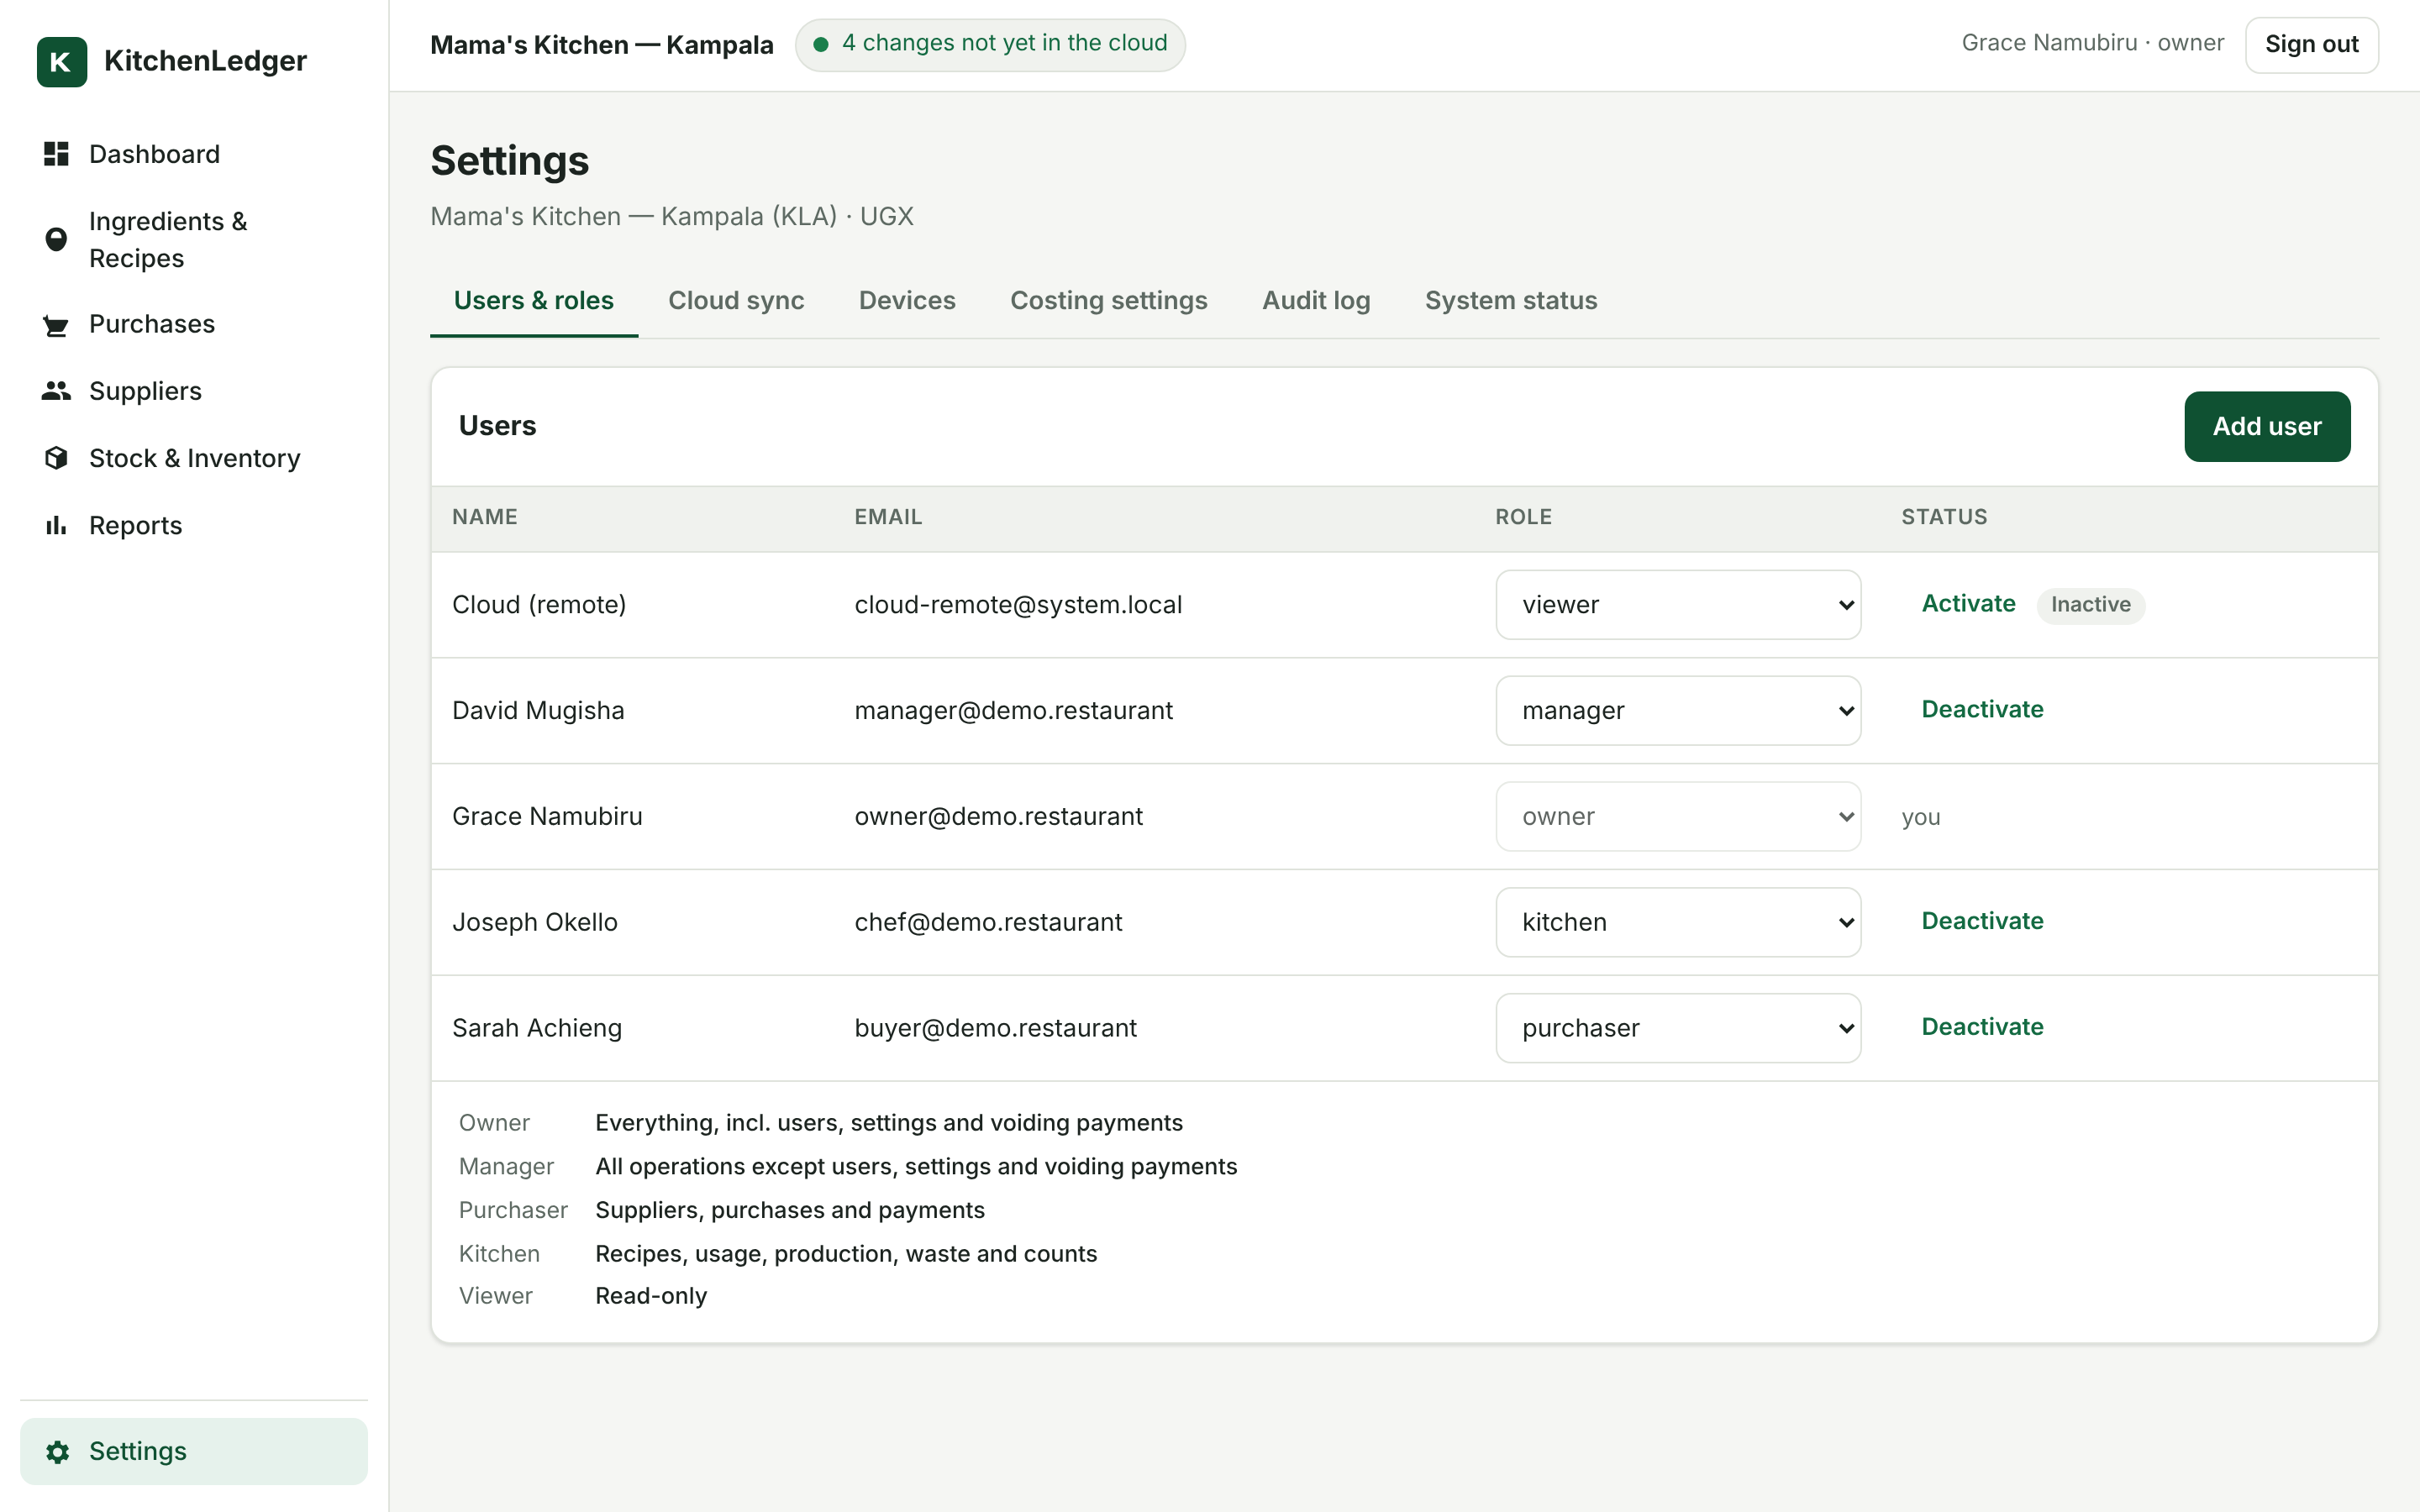 K KitchenLedger
Dashboard
Ingredients &
Recipes
Purchases
Suppliers
Stock & Inventory
Reports
Settings
Mama's Kitchen — Kampala
4 changes not yet in the cloud
Grace Namubiru · owner
Sign out
Settings
Mama's Kitchen — Kampala (KLA) · UGX
Users & roles Cloud sync Devices Costing settings Audit log System status
Users
Add user
NAME EMAIL ROLE STATUS
Cloud (remote) cloud-remote@system.local viewer Activate Inactive
David Mugisha manager@demo.restaurant manager Deactivate
Grace Namubiru owner@demo.restaurant owner you
Joseph Okello chef@demo.restaurant kitchen Deactivate
Sarah Achieng buyer@demo.restaurant purchaser Deactivate
Owner Everything, incl. users, settings and voiding payments
Manager All operations except users, settings and voiding payments
Purchaser Suppliers, purchases and payments
Kitchen Recipes, usage, production, waste and counts
Viewer Read-only